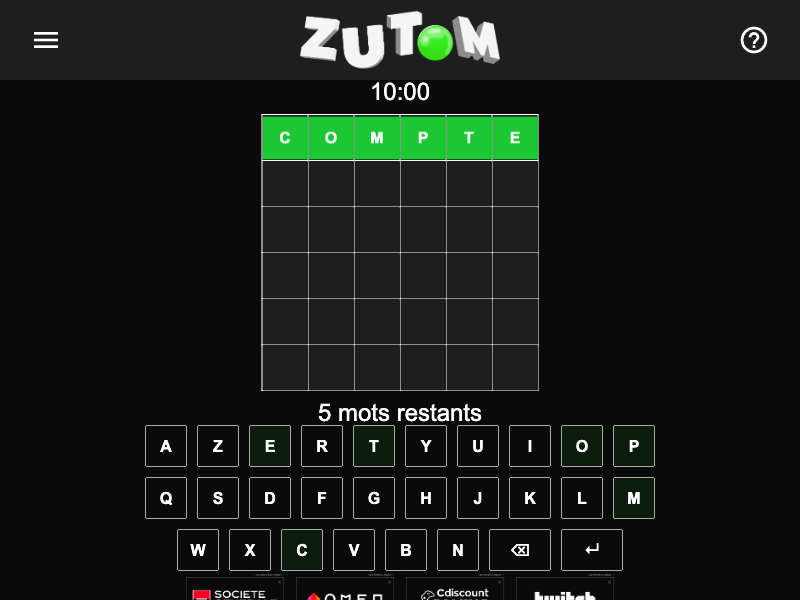 ZUTOM
10:00
C O M P T E
5 mots restants
A Z E R T Y U I O P
Q S D F G H J K L M
W X C V B N
SOCIETE OMEN Cdiscount twitch